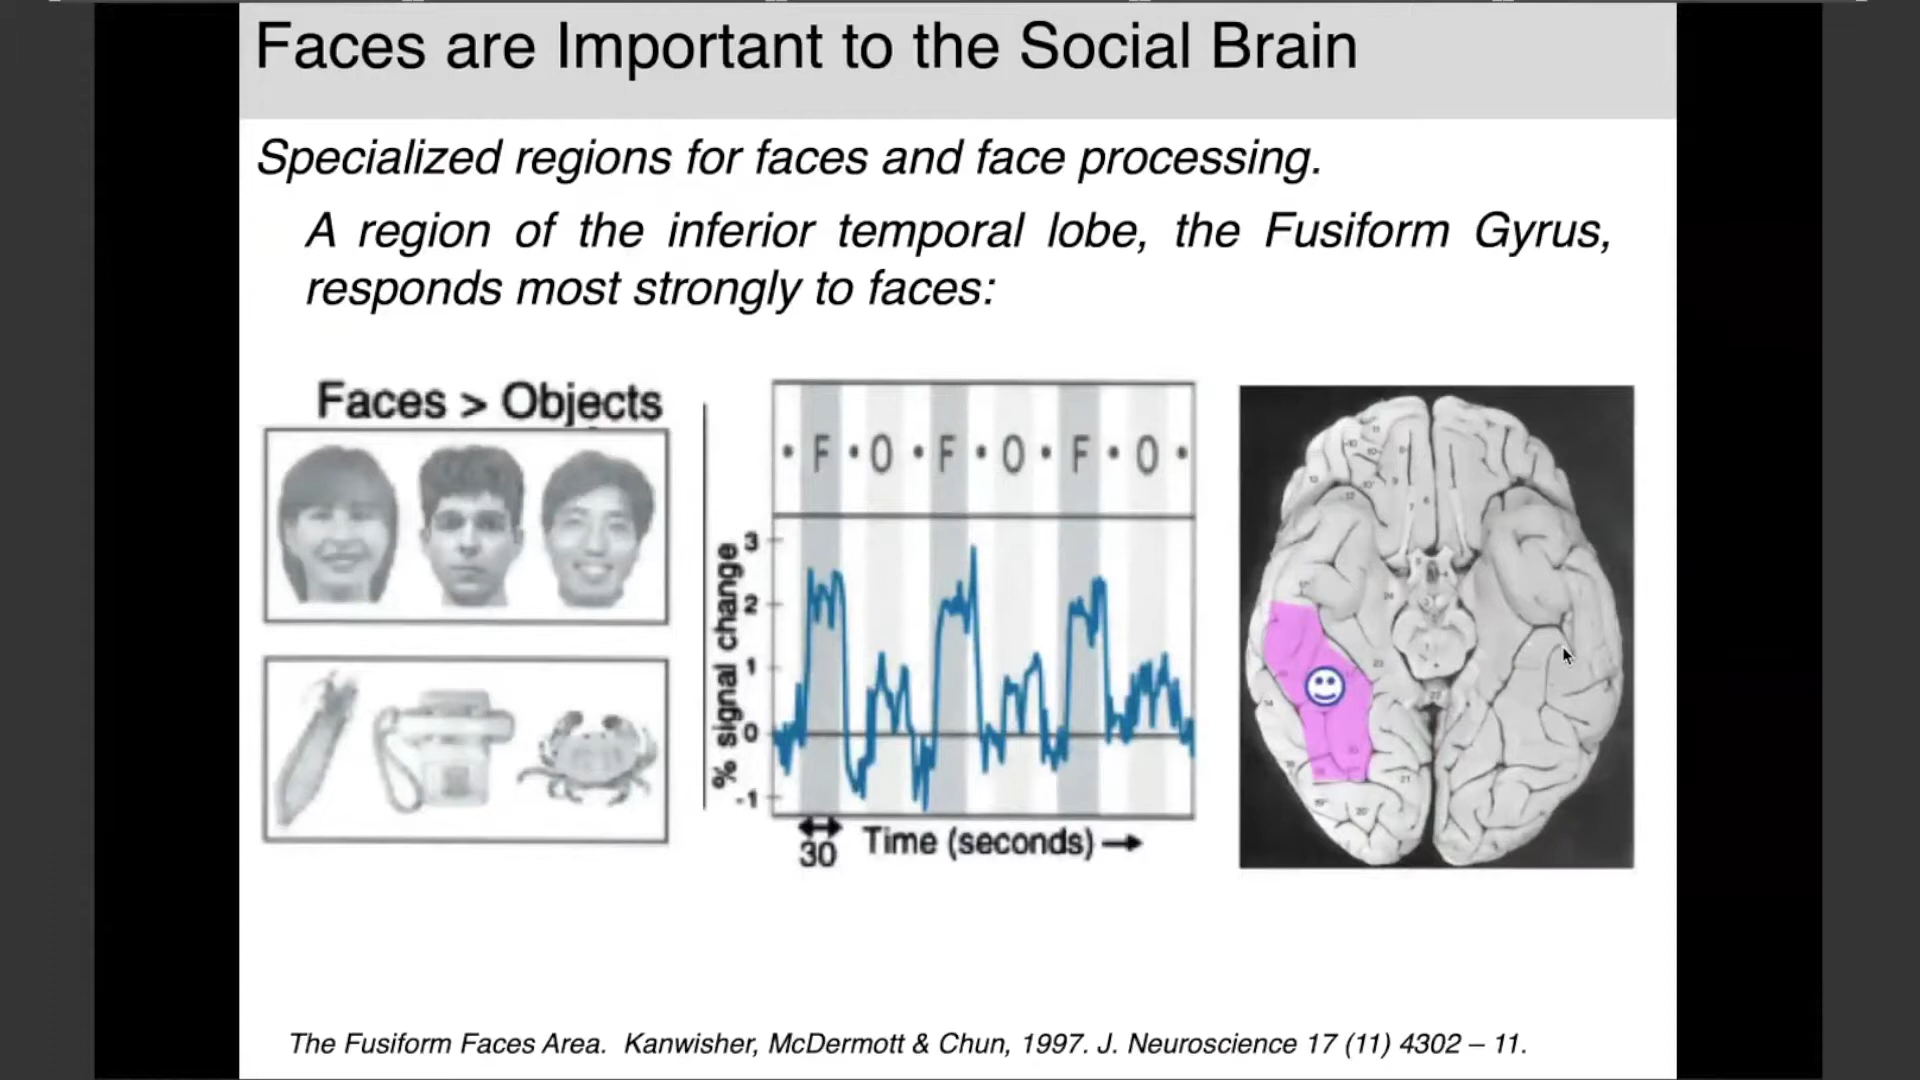 Faces are Important to the Social Brain
Specialized regions for faces and face processing.
A region of the inferior temporal lobe, the Fusiform Gyrus,
responds most strongly to faces:
Faces > Objects
• F • O • F • O • F • O •
% signal change
3
2
1
0
-1
30
Time (seconds)
The Fusiform Faces Area. Kanwisher, McDermott & Chun, 1997. J. Neuroscience 17 (11) 4302 – 11.